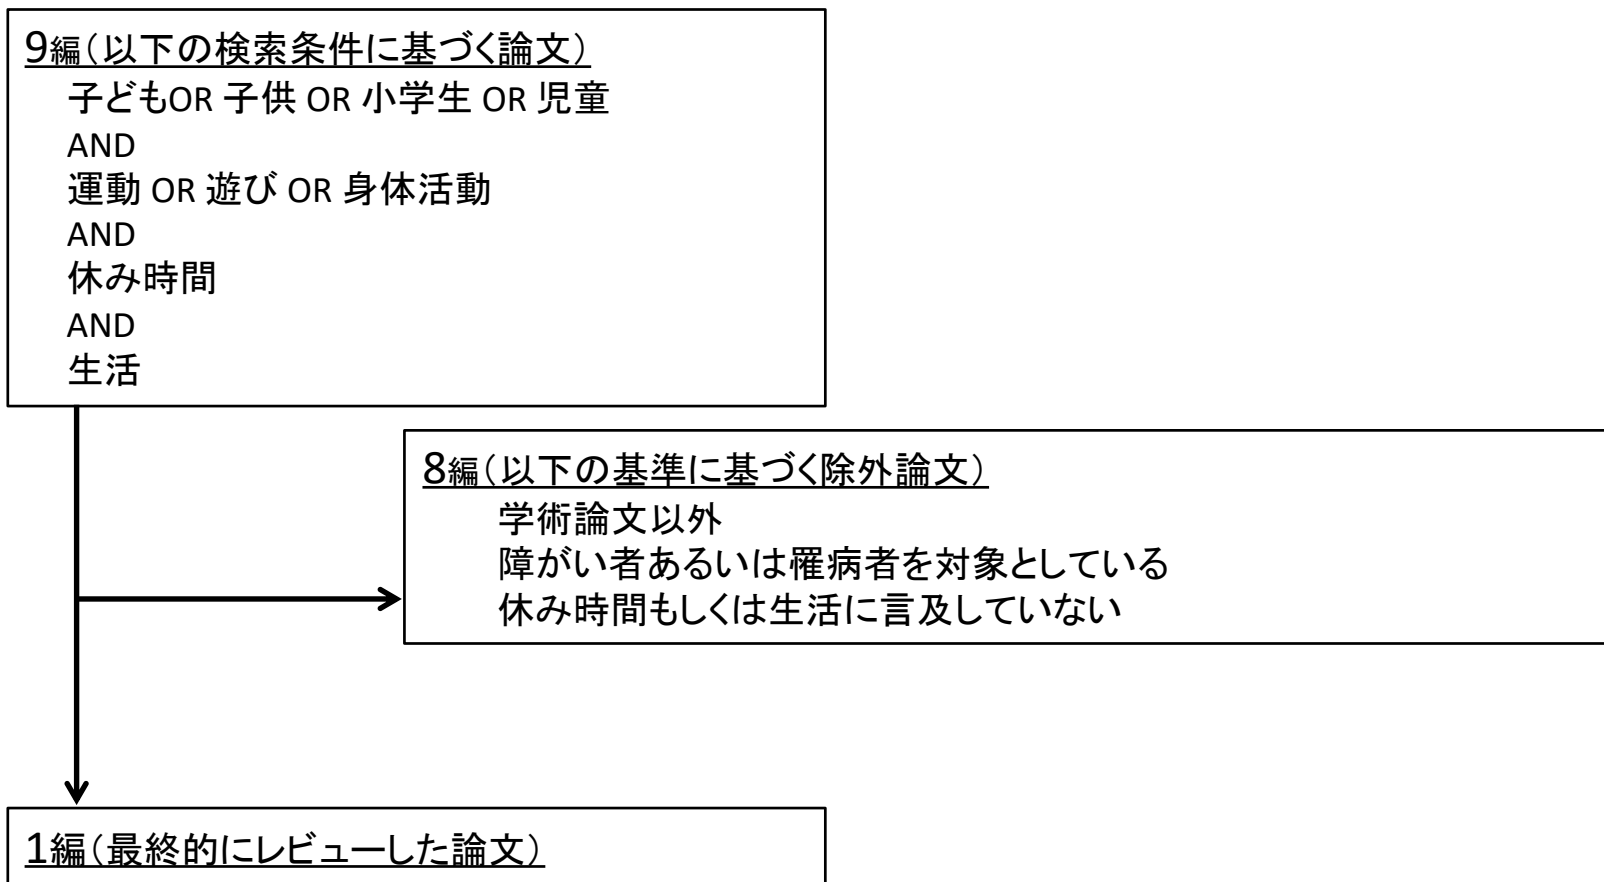 9編（以下の検索条件に基づく論文）
子どもOR 子供 OR 小学生 OR 児童
AND
運動 OR 遊び OR 身体活動
AND
休み時間
AND
生活
8編（以下の基準に基づく除外論文）
学術論文以外
障がい者あるいは罹病者を対象としている
休み時間もしくは生活に言及していない
1編（最終的にレビューした論文）